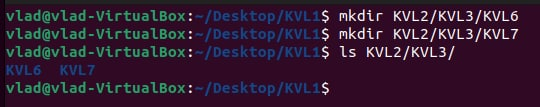 vlad@vlad-VirtualBox:~/Desktop/KVL1$ mkdir KVL2/KVL3/KVL6
vlad@vlad-VirtualBox:~/Desktop/KVL1$ mkdir KVL2/KVL3/KVL7
vlad@vlad-VirtualBox:~/Desktop/KVL1$ ls KVL2/KVL3/
KVL6  KVL7
vlad@vlad-VirtualBox:~/Desktop/KVL1$